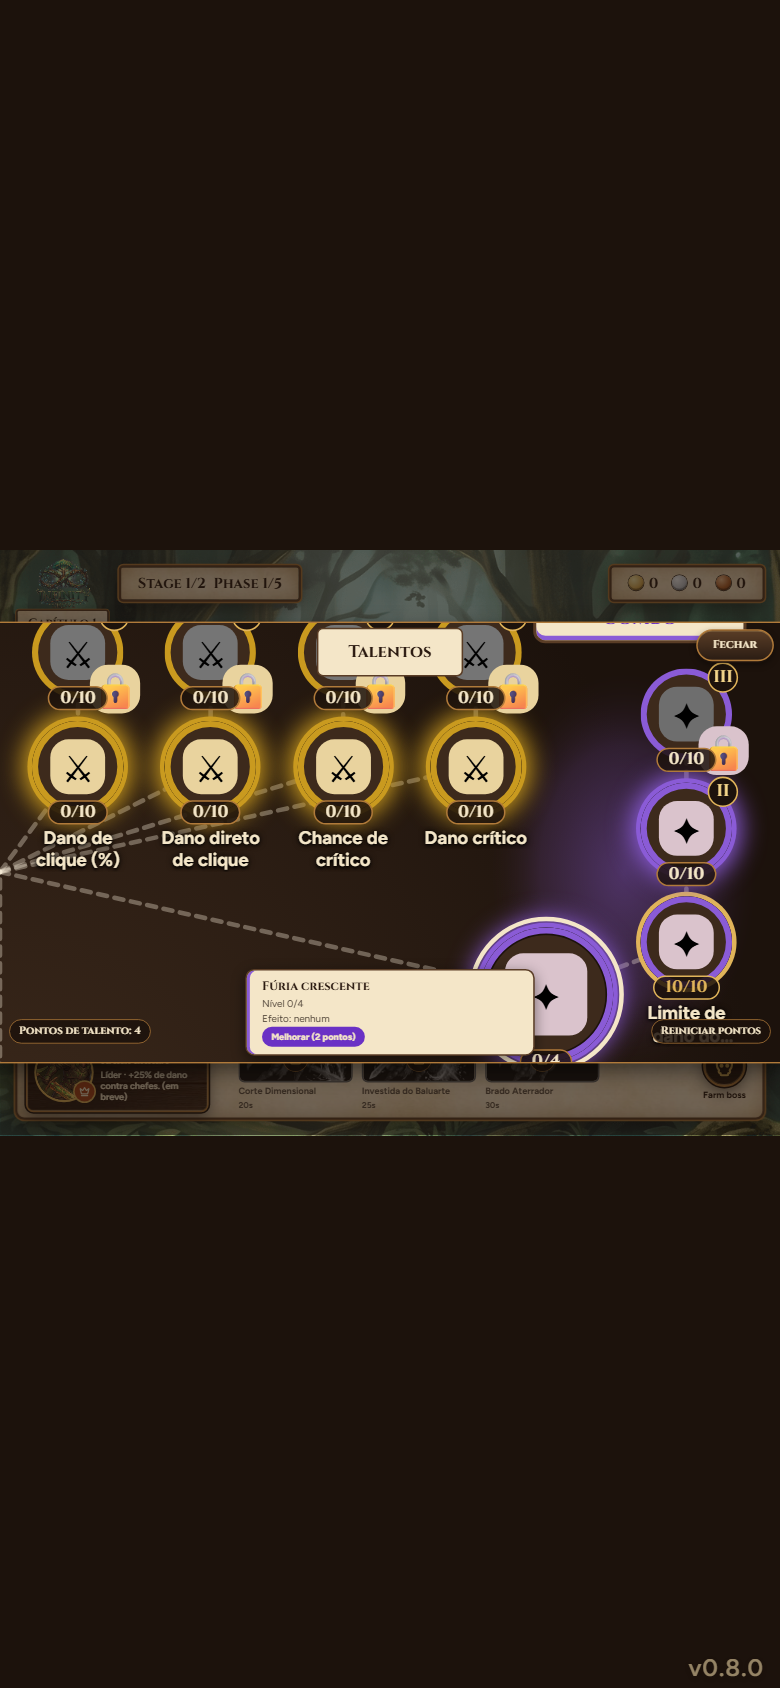 Stage 1/2 Phase 1/5
0 0 0
Talentos
Fechar
III
0/10 0/10 0/10 0/10
0/10
II
0/10 0/10 0/10 0/10
Dano de
clique (%)
Dano direto
de clique
Chance de
crítico
Dano crítico
0/10
10/10
Limite de
Fúria crescente
Nível 0/4
Efeito: nenhum
Melhorar (2 pontos)
0/4
Pontos de talento: 4
Reiniciar pontos
Líder · +25% de dano
contra chefes. (em
breve)
Corte Dimensional
20s
Investida do Baluarte
25s
Brado Aterrador
30s
Farm boss
v0.8.0